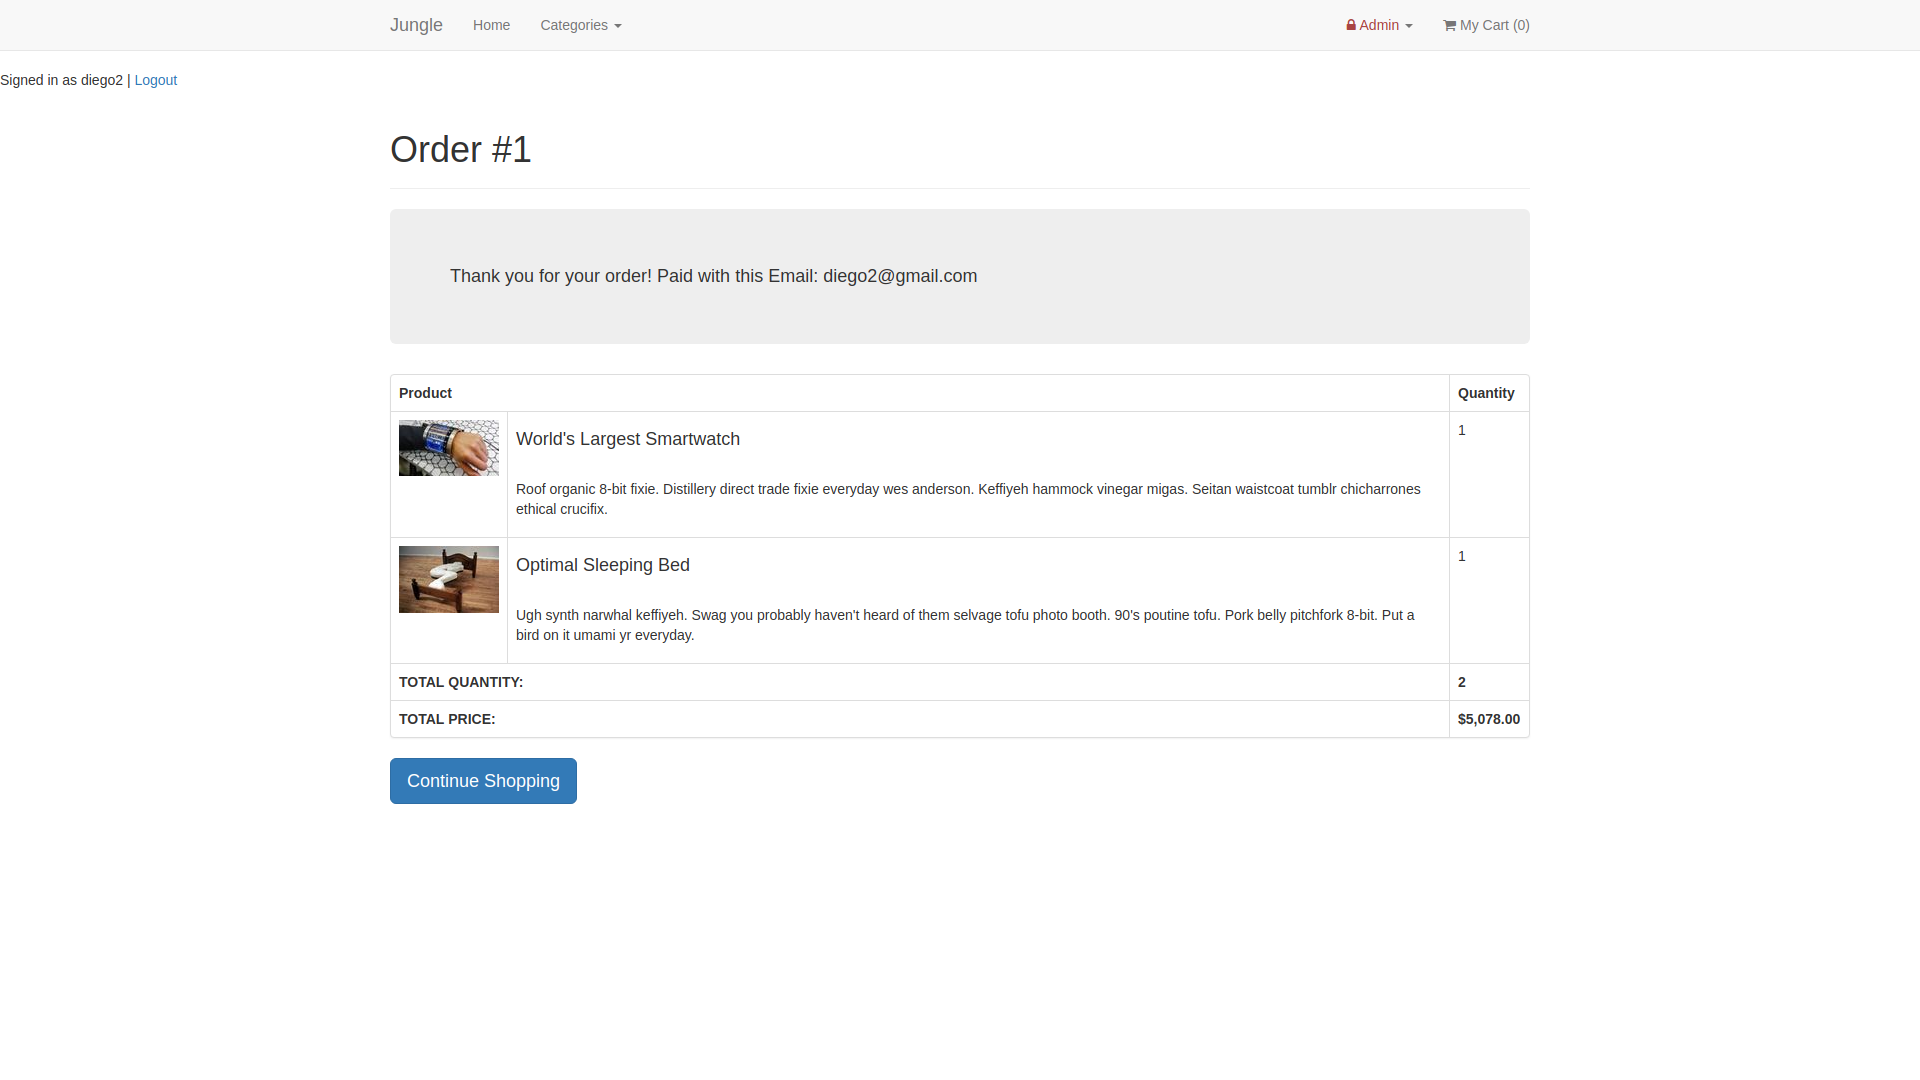 Jungle Home Categories Admin My Cart (0)
Signed in as diego2 | Logout
Order #1
Thank you for your order! Paid with this Email: diego2@gmail.com
Product Quantity
World's Largest Smartwatch 1
Roof organic 8-bit fixie. Distillery direct trade fixie everyday wes anderson. Keffiyeh hammock vinegar migas. Seitan waistcoat tumblr chicharrones
ethical crucifix.
Optimal Sleeping Bed 1
Ugh synth narwhal keffiyeh. Swag you probably haven't heard of them selvage tofu photo booth. 90's poutine tofu. Pork belly pitchfork 8-bit. Put a
bird on it umami yr everyday.
TOTAL QUANTITY: 2
TOTAL PRICE: $5,078.00
Continue Shopping